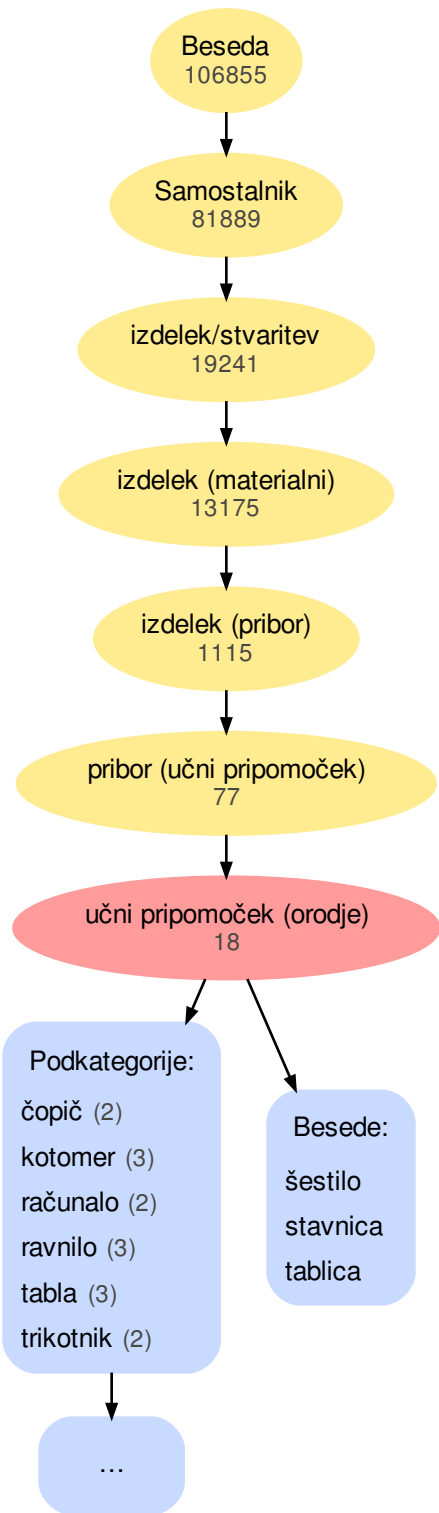 Beseda
106855
Samostalnik
81889
izdelek/stvaritev
19241
izdelek (materialni)
13175
izdelek (pribor)
1115
pribor (učni pripomoček)
77
učni pripomoček (orodje)
18
Podkategorije:
čopič (2)
kotomer (3)
računalo (2)
ravnilo (3)
tabla (3)
trikotnik (2)
Besede:
šestilo
stavnica
tablica
...